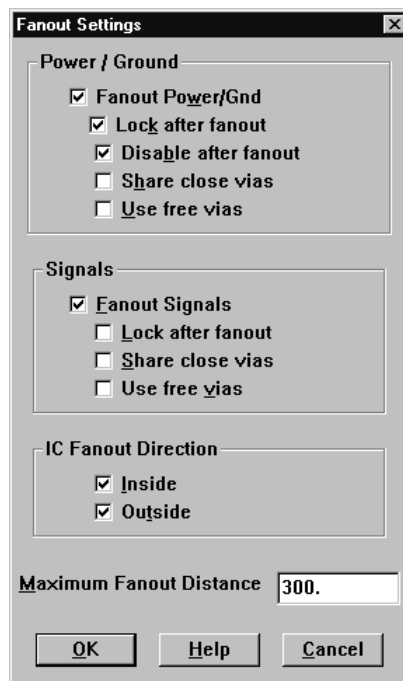 Fanout Settings
Power / Ground
Fanout Power/Gnd
Lock after fanout
Disable after fanout
Share close vias
Use free vias
Signals
Fanout Signals
Lock after fanout
Share close vias
Use free vias
IC Fanout Direction
Inside
Outside
Maximum Fanout Distance 300.
OK Help Cancel